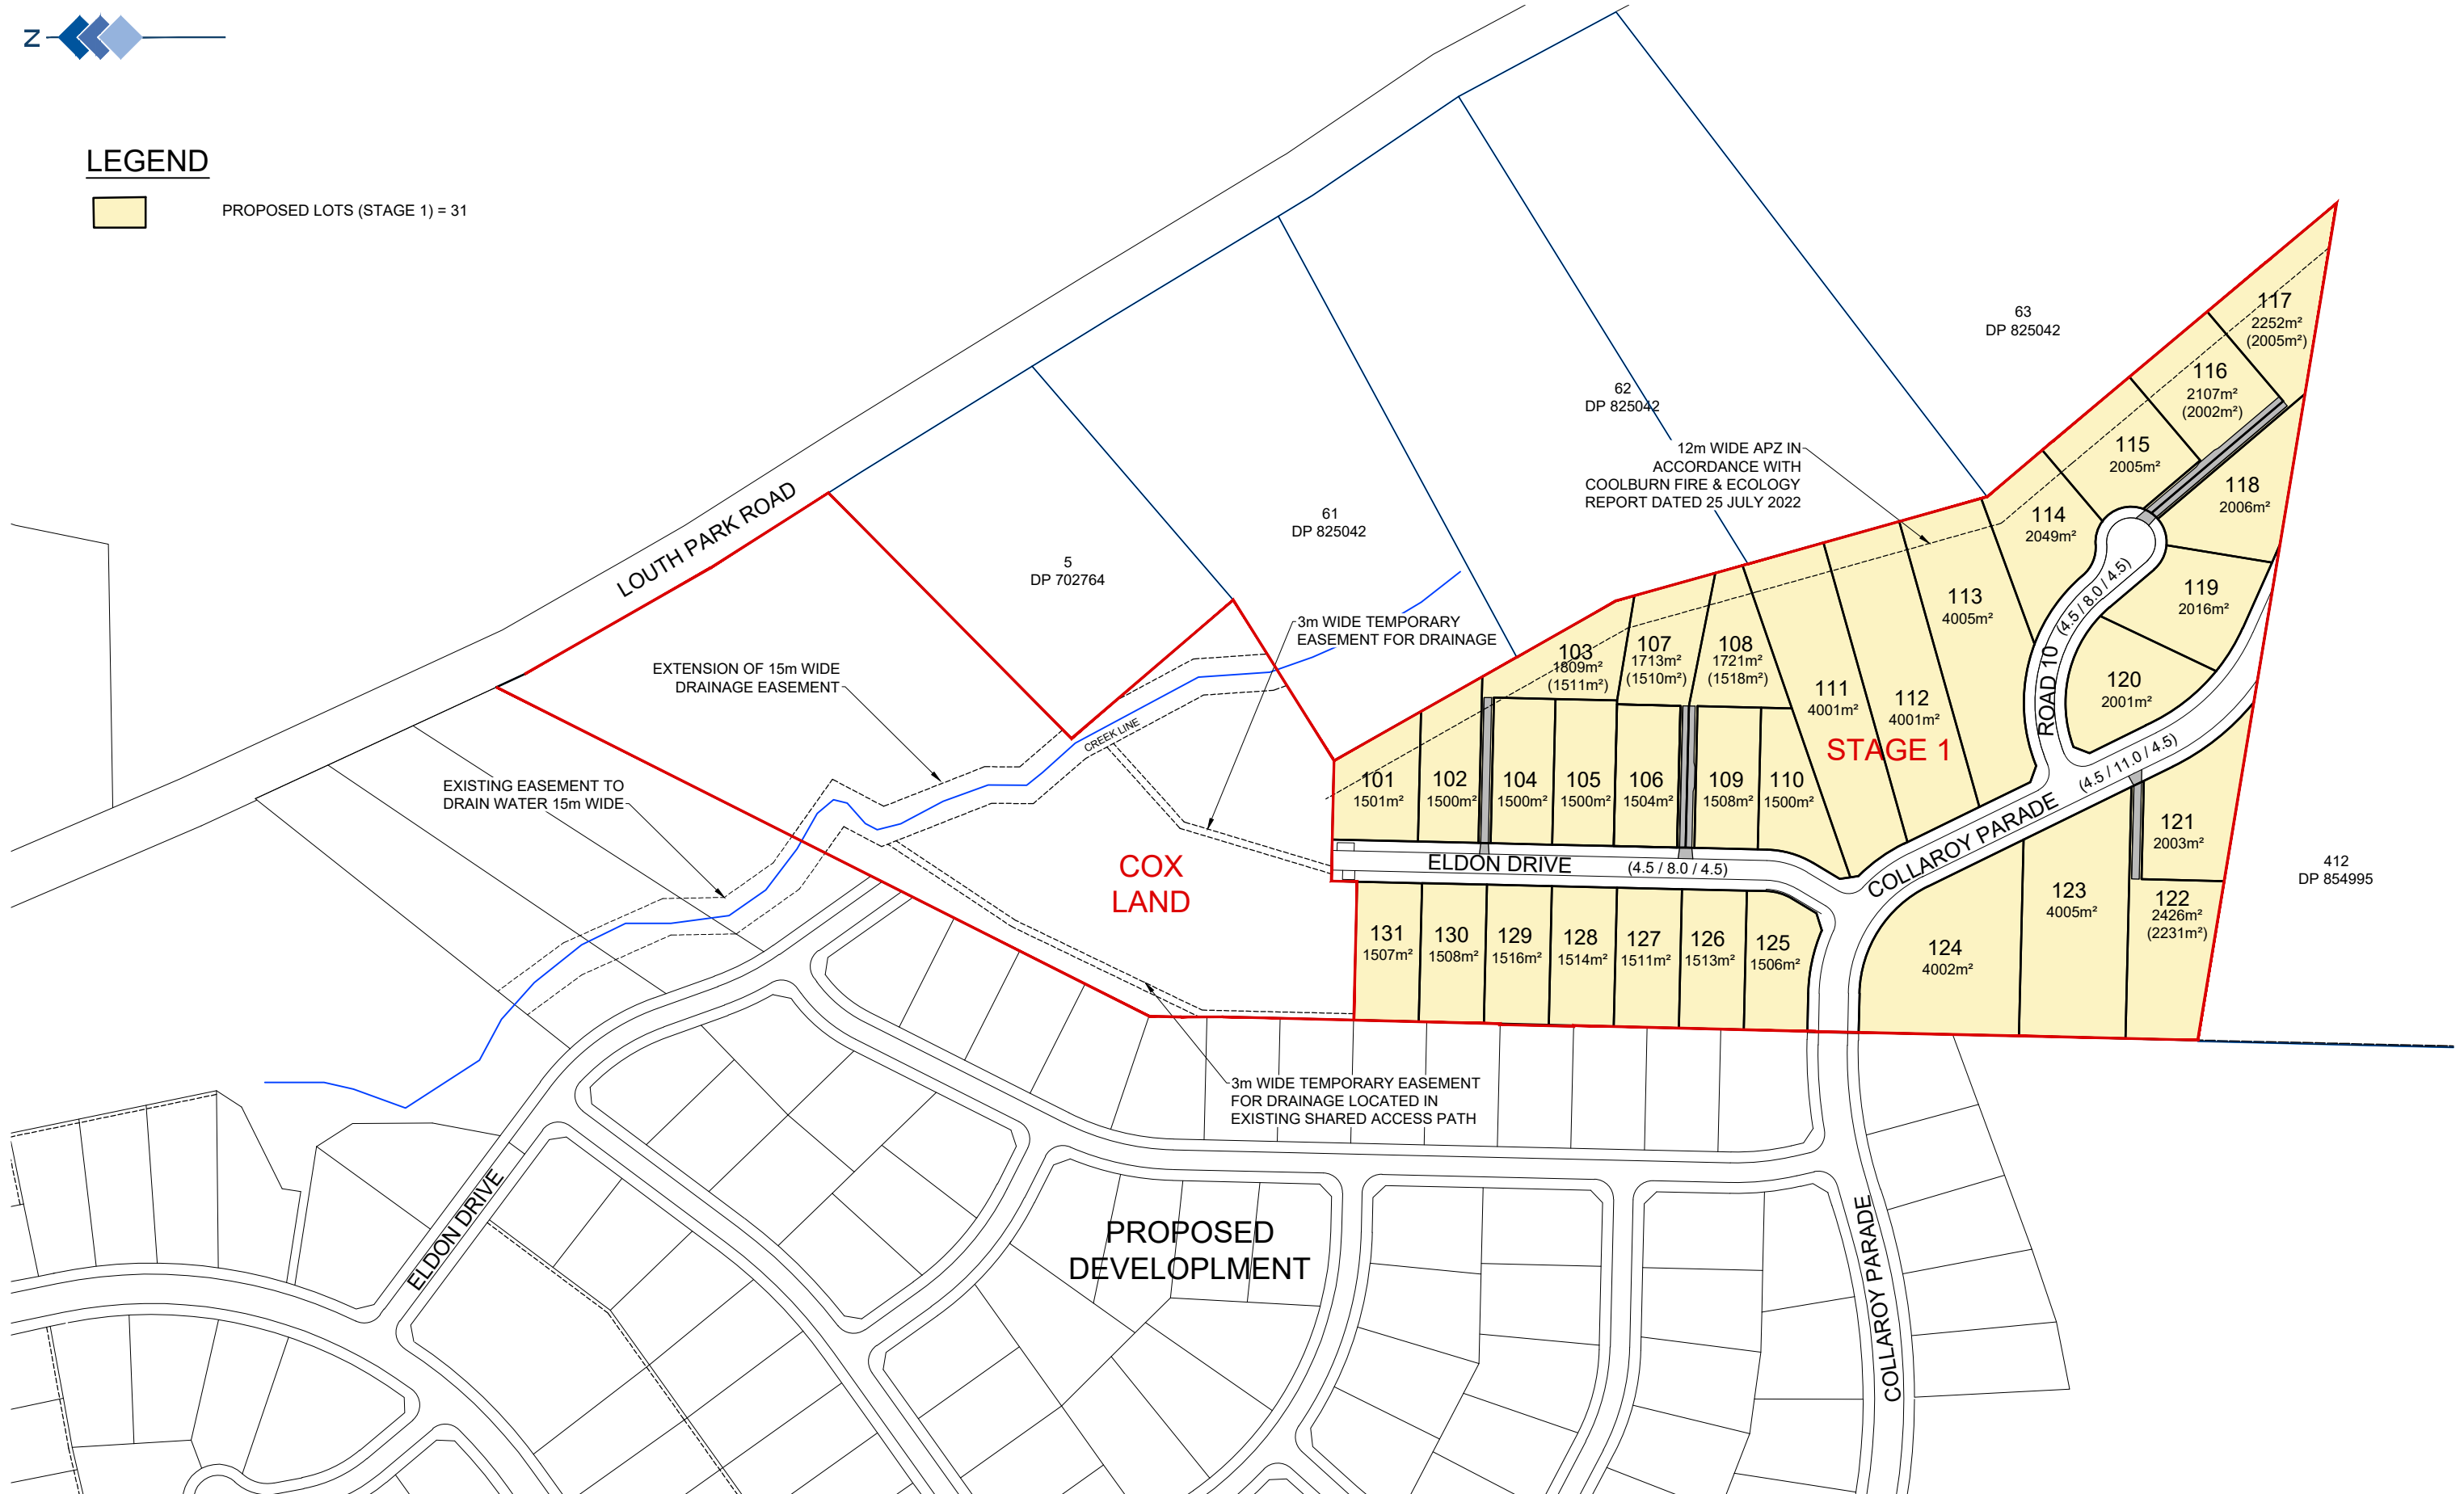 Z
LEGEND
PROPOSED LOTS (STAGE 1) = 31
LOUTH PARK ROAD
5
DP 702764
61
DP 825042
62
DP 825042
63
DP 825042
12m WIDE APZ IN
ACCORDANCE WITH
COOLBURN FIRE & ECOLOGY
REPORT DATED 25 JULY 2022
3m WIDE TEMPORARY
EASEMENT FOR DRAINAGE
EXTENSION OF 15m WIDE
DRAINAGE EASEMENT
CREEK LINE
EXISTING EASEMENT TO
DRAIN WATER 15m WIDE
COX
LAND
STAGE 1
101
1501m²
102
1500m²
103
1809m²
(1511m²)
104
1500m²
105
1500m²
106
1504m²
107
1713m²
(1510m²)
108
1721m²
(1518m²)
109
1508m²
110
1500m²
111
4001m²
112
4001m²
113
4005m²
114
2049m²
115
2005m²
116
2107m²
(2002m²)
117
2252m²
(2005m²)
118
2006m²
119
2016m²
120
2001m²
121
2003m²
122
2426m²
(2231m²)
123
4005m²
124
4002m²
125
1506m²
126
1513m²
127
1511m²
128
1514m²
129
1516m²
130
1508m²
131
1507m²
ELDON DRIVE
(4.5 / 8.0 / 4.5)
ROAD 10
(4.5 / 8.0 / 4.5)
COLLAROY PARADE
(4.5 / 11.0 / 4.5)
412
DP 854995
3m WIDE TEMPORARY EASEMENT
FOR DRAINAGE LOCATED IN
EXISTING SHARED ACCESS PATH
ELDON DRIVE
PROPOSED
DEVELOPLMENT
COLLAROY PARADE